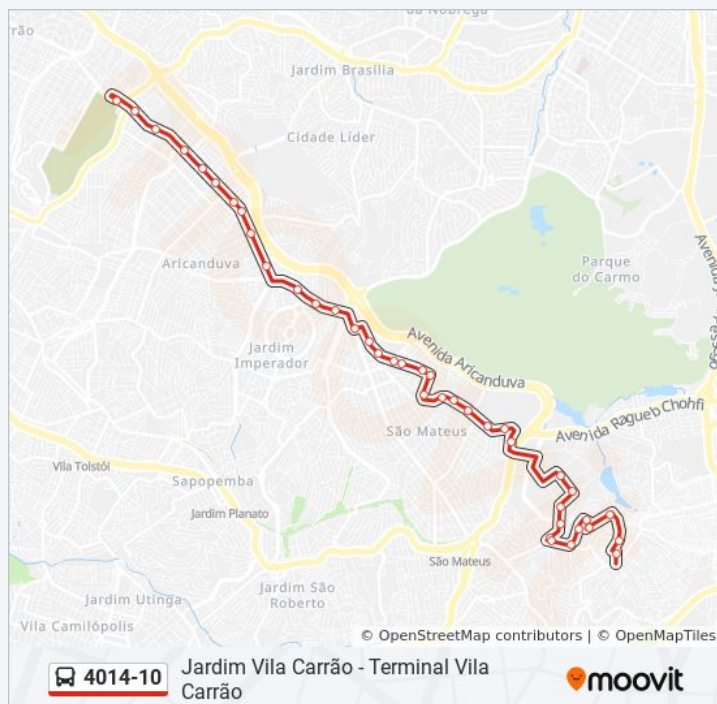 Jardim Brasília
Cidade Líder
Aricanduva
Parque
do Carmo
Jardim
Imperador
Avenida Aricanduva
Avenida Ragueb Chohfi
São Mateus
Vila Tolstói
Sapopemba
Jardim Planato
São Mateus
Jardim São
Roberto
Jardim Utinga
Vila Camilópolis
© OpenStreetMap contributors | © OpenMapTiles
4014-10
Jardim Vila Carrão - Terminal Vila
Carrão
moovit